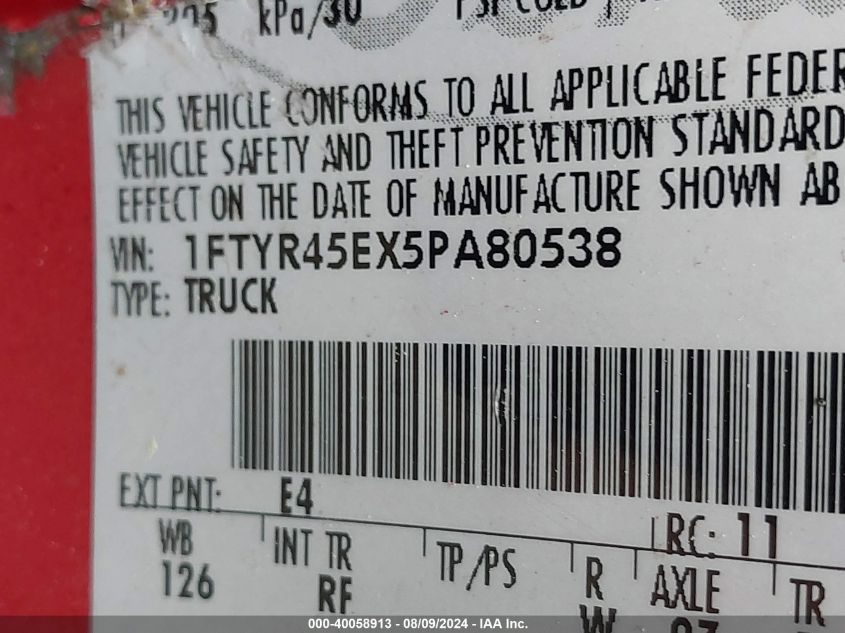 205 kPa/30 PSI COLD
THIS VEHICLE CONFORMS TO ALL APPLICABLE FEDER
VEHICLE SAFETY AND THEFT PREVENTION STANDARD
EFFECT ON THE DATE OF MANUFACTURE SHOWN AB
VIN: 1FTYR45EX5PA80538
TYPE: TRUCK
EXT PNT: E4
RC: 11
WB INT TR TP/PS R AXLE TR
126 RF
000-40058913 - 08/09/2024 - IAA Inc.